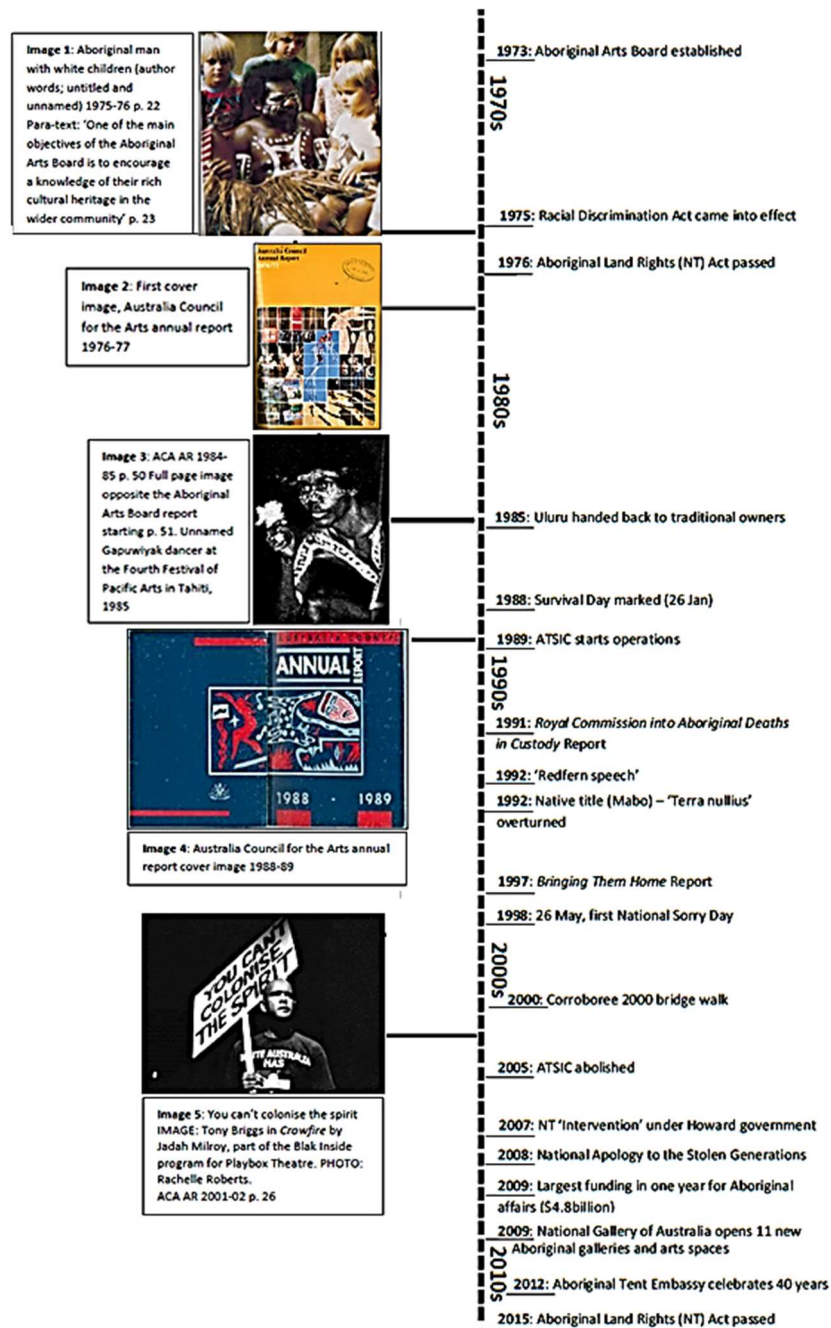 Image 1: Aboriginal man
with white children (author
words; untitled and
unnamed) 1975-76 p. 22
Para-text: 'One of the main
objectives of the Aboriginal
Arts Board is to encourage
a knowledge of their rich
cultural heritage in the
wider community' p. 23
Australia Council
Annual Report
Image 2: First cover
image, Australia Council
for the Arts annual report
1976-77
Image 3: ACA AR 1984-
85 p. 50 Full page image
opposite the Aboriginal
Arts Board report
starting p. 51. Unnamed
Gapuwiyak dancer at
the Fourth Festival of
Pacific Arts in Tahiti,
1985
AUSTRALIA COUNCIL
ANNUAL
REPORT
1988 - 1989
Image 4: Australia Council for the Arts annual
report cover image 1988-89
YOU CAN'T
COLONISE
THE SPIRIT
AUSTRALIA
HAS
Image 5: You can't colonise the spirit
IMAGE: Tony Briggs in Crowfire by
Jadah Milroy, part of the Blak Inside
program for Playbox Theatre. PHOTO:
Rachelle Roberts.
ACA AR 2001-02 p. 26
1973: Aboriginal Arts Board established
1970s
1975: Racial Discrimination Act came into effect
1976: Aboriginal Land Rights (NT) Act passed
1980s
1985: Uluru handed back to traditional owners
1988: Survival Day marked (26 Jan)
1989: ATSIC starts operations
1990s
1991: Royal Commission into Aboriginal Deaths
in Custody Report
1992: 'Redfern speech'
1992: Native title (Mabo) – 'Terra nullius'
overturned
1997: Bringing Them Home Report
1998: 26 May, first National Sorry Day
2000s
2000: Corroboree 2000 bridge walk
2005: ATSIC abolished
2007: NT 'Intervention' under Howard government
2008: National Apology to the Stolen Generations
2009: Largest funding in one year for Aboriginal
affairs ($4.8billion)
2009: National Gallery of Australia opens 11 new
Aboriginal galleries and arts spaces
2010s
2012: Aboriginal Tent Embassy celebrates 40 years
2015: Aboriginal Land Rights (NT) Act passed